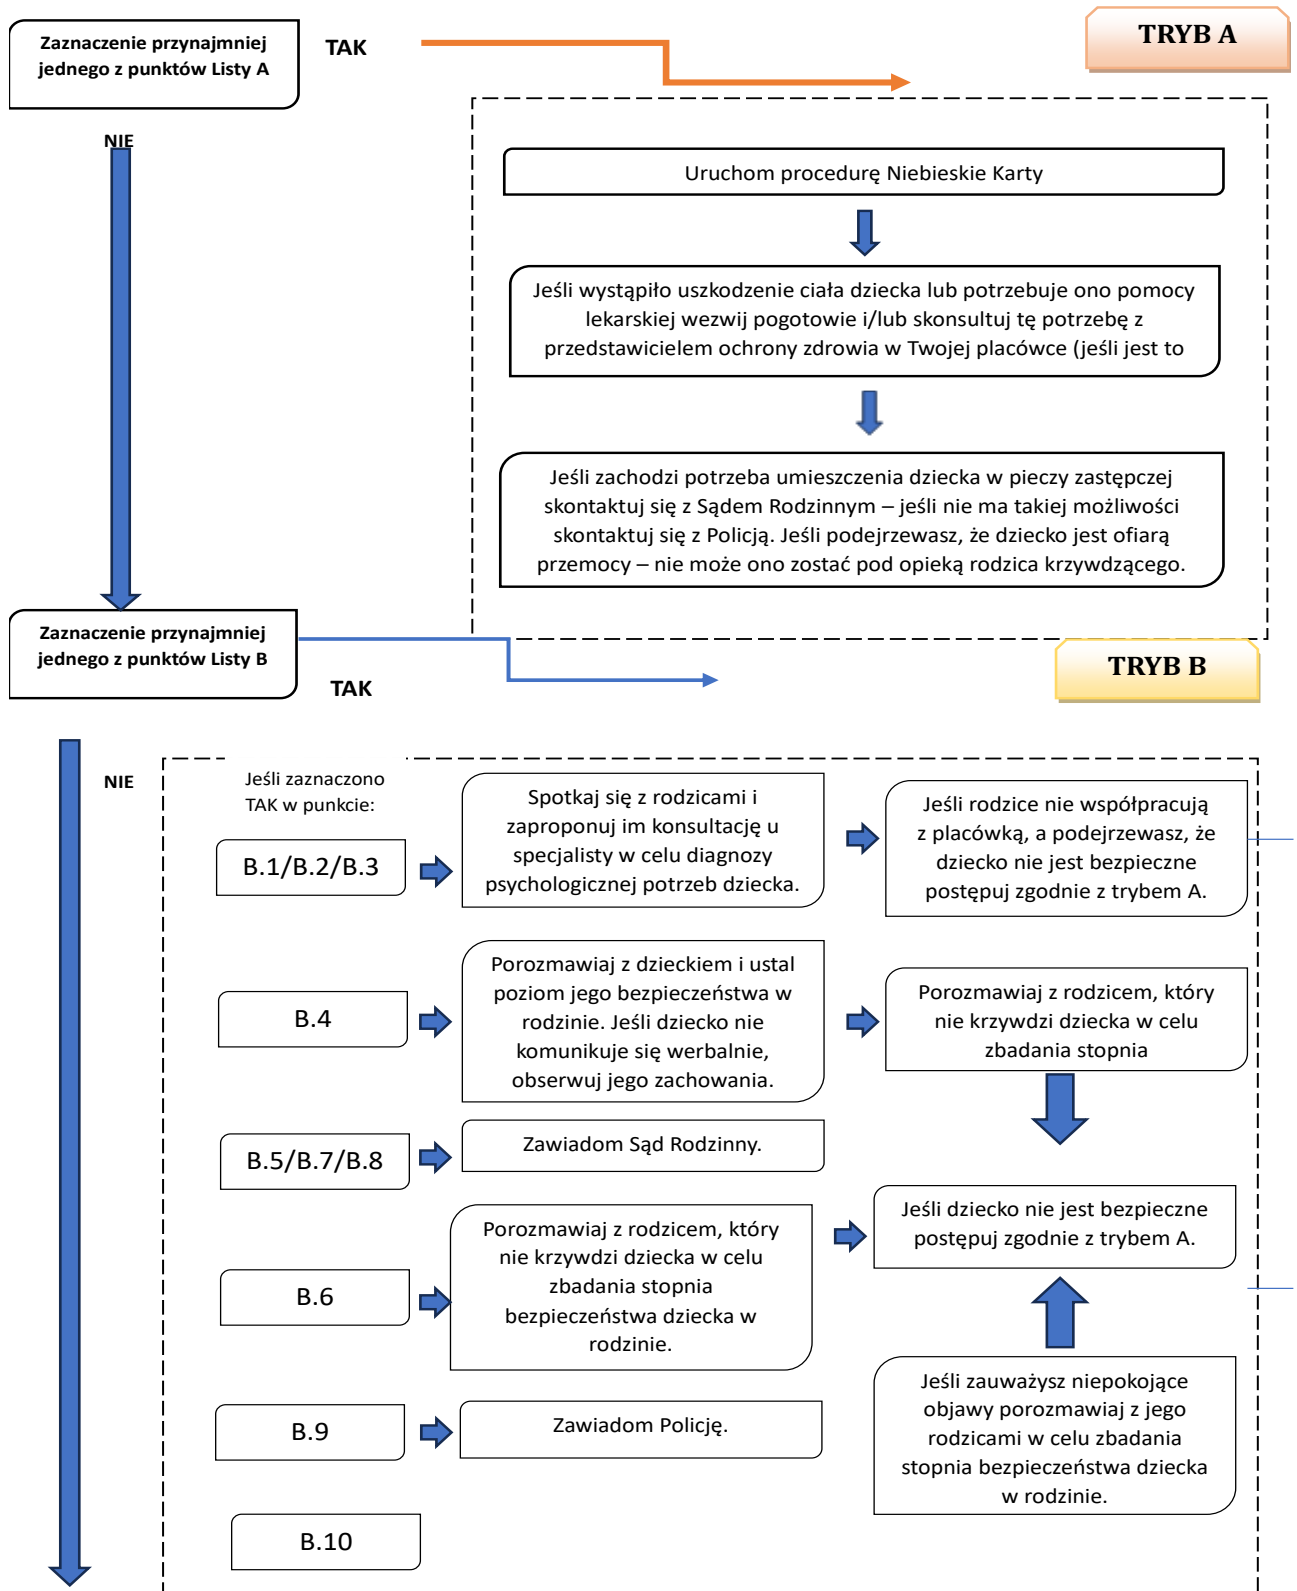 Zaznaczenie przynajmniej
jednego z punktów Listy A
TAK
TRYB A
NIE
Uruchom procedurę Niebieskie Karty
Jeśli wystąpiło uszkodzenie ciała dziecka lub potrzebuje ono pomocy
lekarskiej wezwij pogotowie i/lub skonsultuj tę potrzebę z
przedstawicielem ochrony zdrowia w Twojej placówce (jeśli jest to
Jeśli zachodzi potrzeba umieszczenia dziecka w pieczy zastępczej
skontaktuj się z Sądem Rodzinnym – jeśli nie ma takiej możliwości
skontaktuj się z Policją. Jeśli podejrzewasz, że dziecko jest ofiarą
przemocy – nie może ono zostać pod opieką rodzica krzywdzącego.
Zaznaczenie przynajmniej
jednego z punktów Listy B
TAK
TRYB B
NIE
Jeśli zaznaczono
TAK w punkcie:
B.1/B.2/B.3
Spotkaj się z rodzicami i
zaproponuj im konsultację u
specjalisty w celu diagnozy
psychologicznej potrzeb dziecka.
Jeśli rodzice nie współpracują
z placówką, a podejrzewasz, że
dziecko nie jest bezpieczne
postępuj zgodnie z trybem A.
B.4
Porozmawiaj z dzieckiem i ustal
poziom jego bezpieczeństwa w
rodzinie. Jeśli dziecko nie
komunikuje się werbalnie,
obserwuj jego zachowania.
Porozmawiaj z rodzicem, który
nie krzywdzi dziecka w celu
zbadania stopnia
B.5/B.7/B.8
Zawiadom Sąd Rodzinny.
B.6
Porozmawiaj z rodzicem, który
nie krzywdzi dziecka w celu
zbadania stopnia
bezpieczeństwa dziecka w
rodzinie.
Jeśli dziecko nie jest bezpieczne
postępuj zgodnie z trybem A.
B.9
Zawiadom Policję.
Jeśli zauważysz niepokojące
objawy porozmawiaj z jego
rodzicami w celu zbadania
stopnia bezpieczeństwa dziecka
w rodzinie.
B.10